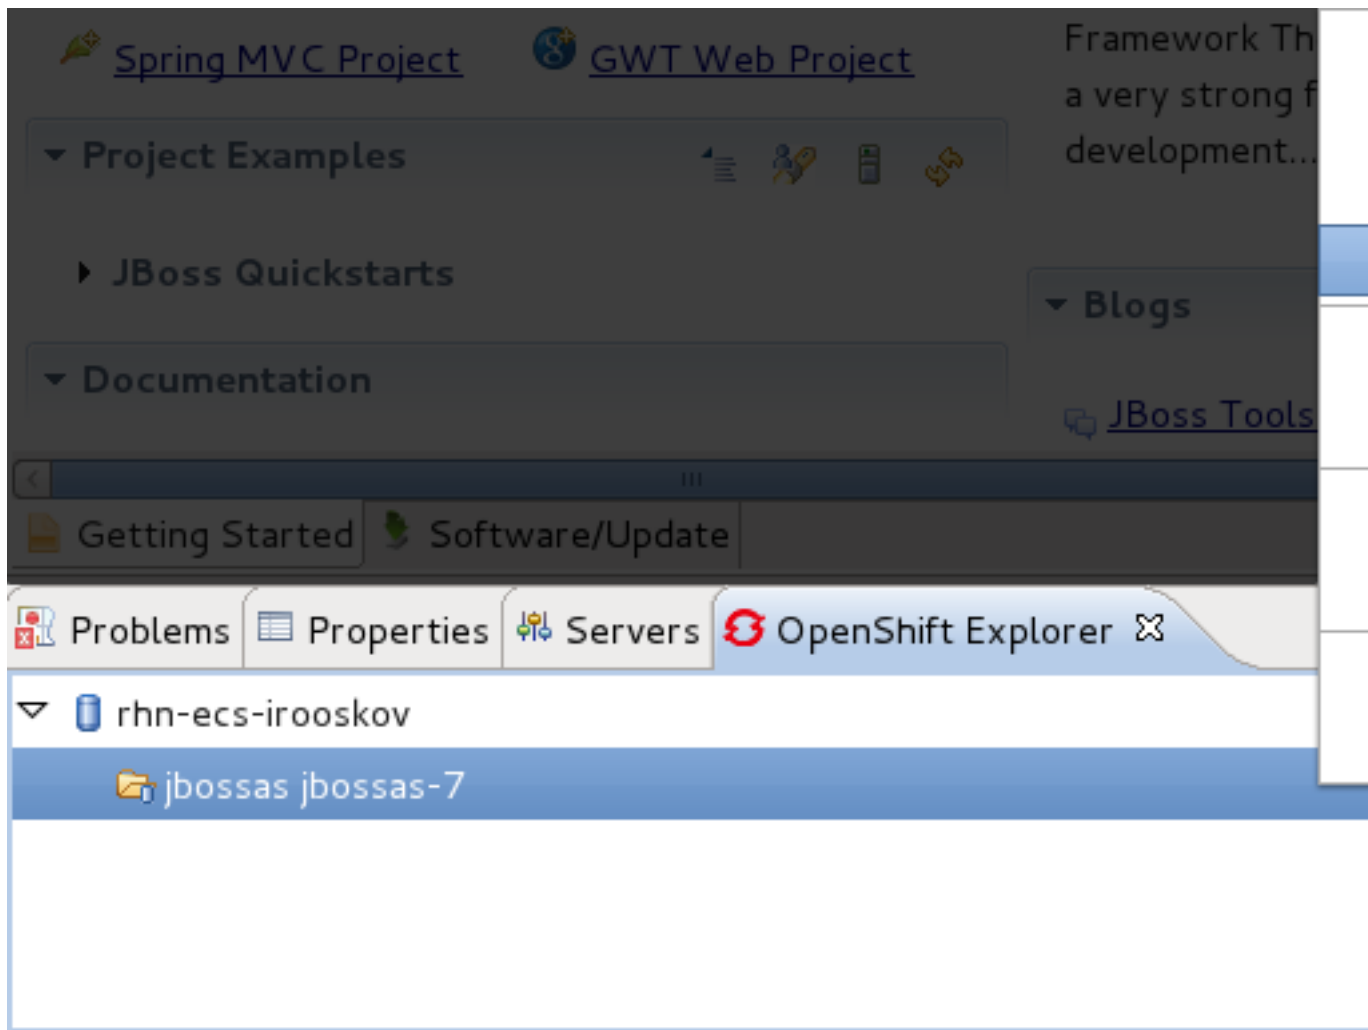 Spring MVC Project
GWT Web Project
Framework Th
a very strong f
development...
Project Examples
JBoss Quickstarts
Blogs
Documentation
JBoss Tools
Getting Started
Software/Update
Problems
Properties
Servers
OpenShift Explorer
rhn-ecs-irooskov
jbossas jbossas-7